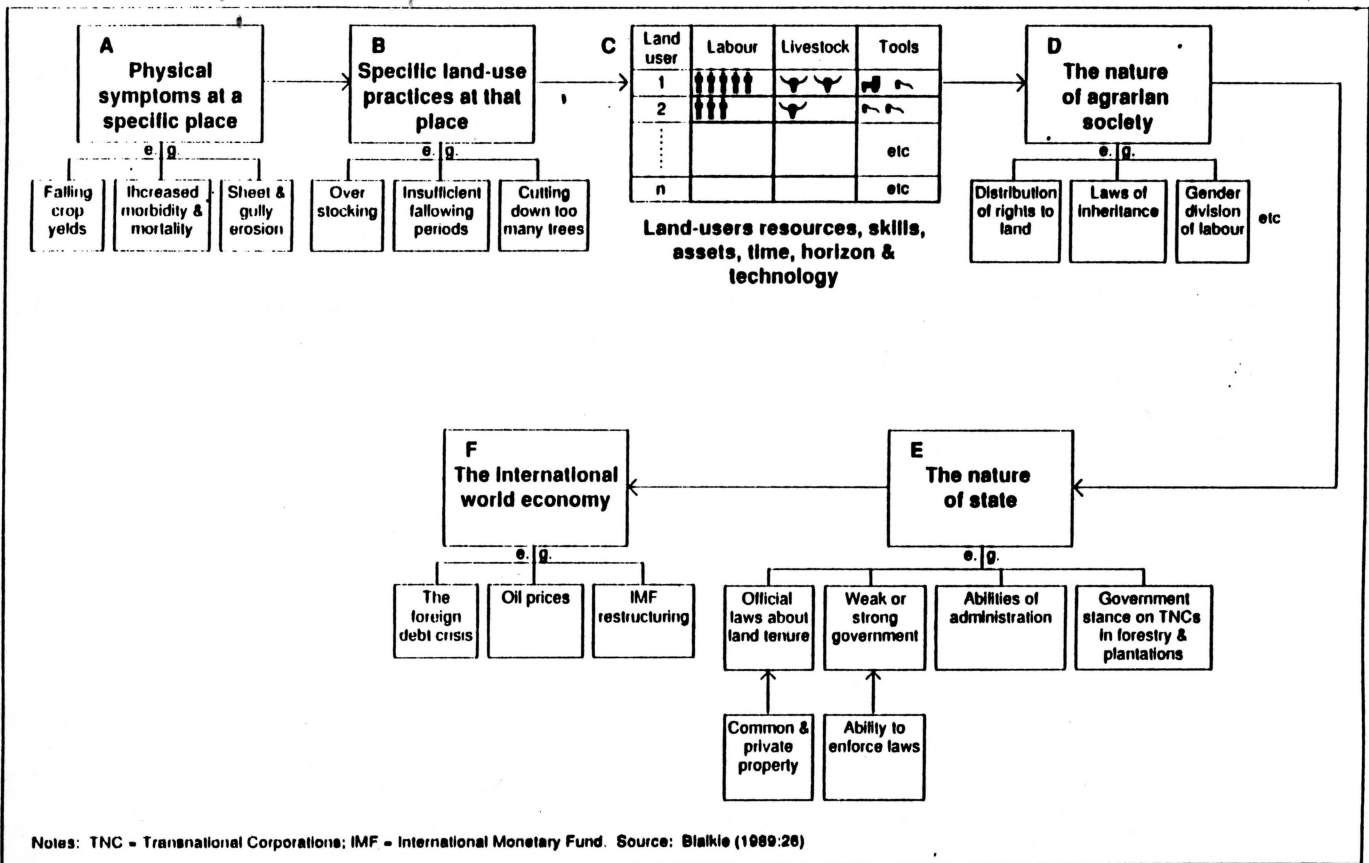 A
Physical
symptoms at a
specific place
e. g.
Falling
crop
yelds
Increased
morbidity &
mortality
Sheet &
gully
erosion
B
Specific land-use
practices at that
place
e. g.
Over
stocking
Insufficient
fallowing
periods
Cutting
down too
many trees
C
Land
user
Labour
Livestock
Tools
1
2
etc
n
etc
Land-users resources, skills,
assets, time, horizon &
technology
D
The nature
of agrarian
society
e. g.
Distribution
of rights to
land
Laws of
inheritance
Gender
division
of labour
etc
F
The International
world economy
e. g.
The
foreign
debt crisis
Oil prices
IMF
restructuring
E
The nature
of state
e. g.
Official
laws about
land tenure
Weak or
strong
government
Abilities of
administration
Government
stance on TNCs
in forestry &
plantations
Common &
private
property
Ability to
enforce laws
Notes: TNC = Transnational Corporations; IMF = International Monetary Fund. Source: Blaikie (1989:26)